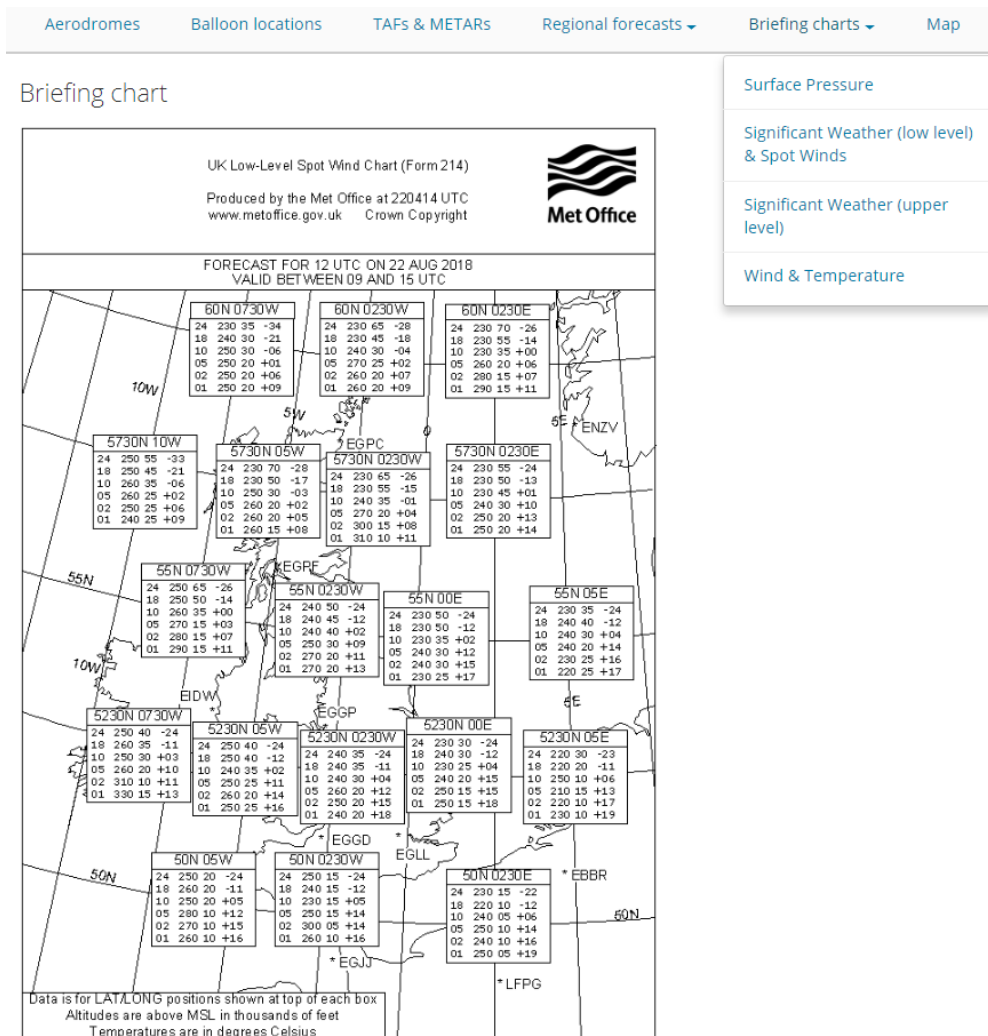 Aerodromes Balloon locations TAFs & METARs Regional forecasts Briefing charts Map
Briefing chart
Surface Pressure
Significant Weather (low level)
& Spot Winds
Significant Weather (upper
level)
Wind & Temperature
UK Low-Level Spot Wind Chart (Form 214)
Produced by the Met Office at 220414 UTC
www.metoffice.gov.uk Crown Copyright
Met Office
FORECAST FOR 12 UTC ON 22 AUG 2018
VALID BETWEEN 09 AND 15 UTC
60N 0730W
24 230 35 -34
18 240 30 -21
10 250 30 -06
05 250 20 +01
02 250 20 +06
01 250 20 +09
60N 0230W
24 230 65 -28
18 230 45 -18
10 240 30 -04
05 270 25 +02
02 260 20 +07
01 260 20 +09
60N 0230E
24 230 70 -26
18 230 55 -14
10 230 35 +00
05 260 20 +06
02 280 15 +07
01 290 15 +11
10W
5W
5E
ENZV
EGPC
5730N 10W
24 250 55 -33
18 250 45 -21
10 260 35 -06
05 260 25 +02
02 250 25 +06
01 240 25 +09
5730N 05W
24 230 70 -28
18 230 50 -17
10 250 30 -03
05 260 20 +02
02 260 20 +05
01 260 15 +08
5730N 0230W
24 230 65 -26
18 230 55 -15
10 240 35 -01
05 270 20 +04
02 300 15 +08
01 310 10 +11
5730N 0230E
24 230 55 -24
18 230 50 -13
10 230 45 +01
05 240 30 +10
02 250 20 +13
01 250 20 +14
EGPF
55N
55N 0730W
24 250 65 -26
18 250 50 -14
10 260 35 +00
05 270 15 +03
02 280 15 +07
01 290 15 +11
55N 0230W
24 240 50 -24
18 240 45 -12
10 240 40 +02
05 250 30 +09
02 270 20 +11
01 270 20 +13
55N 00E
24 230 50 -24
18 230 50 -12
10 230 35 +02
05 240 30 +12
02 240 30 +15
01 230 25 +17
55N 05E
24 230 35 -24
18 240 40 -12
10 240 30 +04
05 240 20 +14
02 230 25 +16
01 220 25 +17
10W
EIDW
EGGP
5E
5230N 0730W
24 250 40 -24
18 260 35 -11
10 250 30 +03
05 260 20 +10
02 310 10 +11
01 330 15 +13
5230N 05W
24 250 40 -24
18 250 40 -12
10 240 35 +02
05 250 25 +11
02 260 20 +14
01 250 25 +16
5230N 0230W
24 240 35 -24
18 240 35 -11
10 240 30 +04
05 260 20 +12
02 250 20 +15
01 240 20 +18
5230N 00E
24 230 30 -24
18 240 30 -12
10 230 25 +04
05 240 20 +15
02 250 15 +15
01 250 15 +18
5230N 05E
24 220 30 -23
18 220 20 -11
10 250 10 +06
05 210 15 +13
02 220 10 +17
01 230 10 +19
* EGGD
EGLL
50N
50N 05W
24 250 20 -24
18 260 20 -11
10 250 20 +05
05 280 10 +12
02 270 10 +15
01 260 10 +16
50N 0230W
24 250 15 -24
18 240 15 -12
10 230 15 +05
05 250 15 +14
02 300 05 +14
01 260 10 +16
50N 0230E
24 230 15 -22
18 220 10 -12
10 240 05 +06
05 250 10 +14
02 240 10 +16
01 250 05 +19
* EBBR
50N
* EGJJ
* LFPG
Data is for LAT/LONG positions shown at top of each box
Altitudes are above MSL in thousands of feet
Temperatures are in degrees Celsius